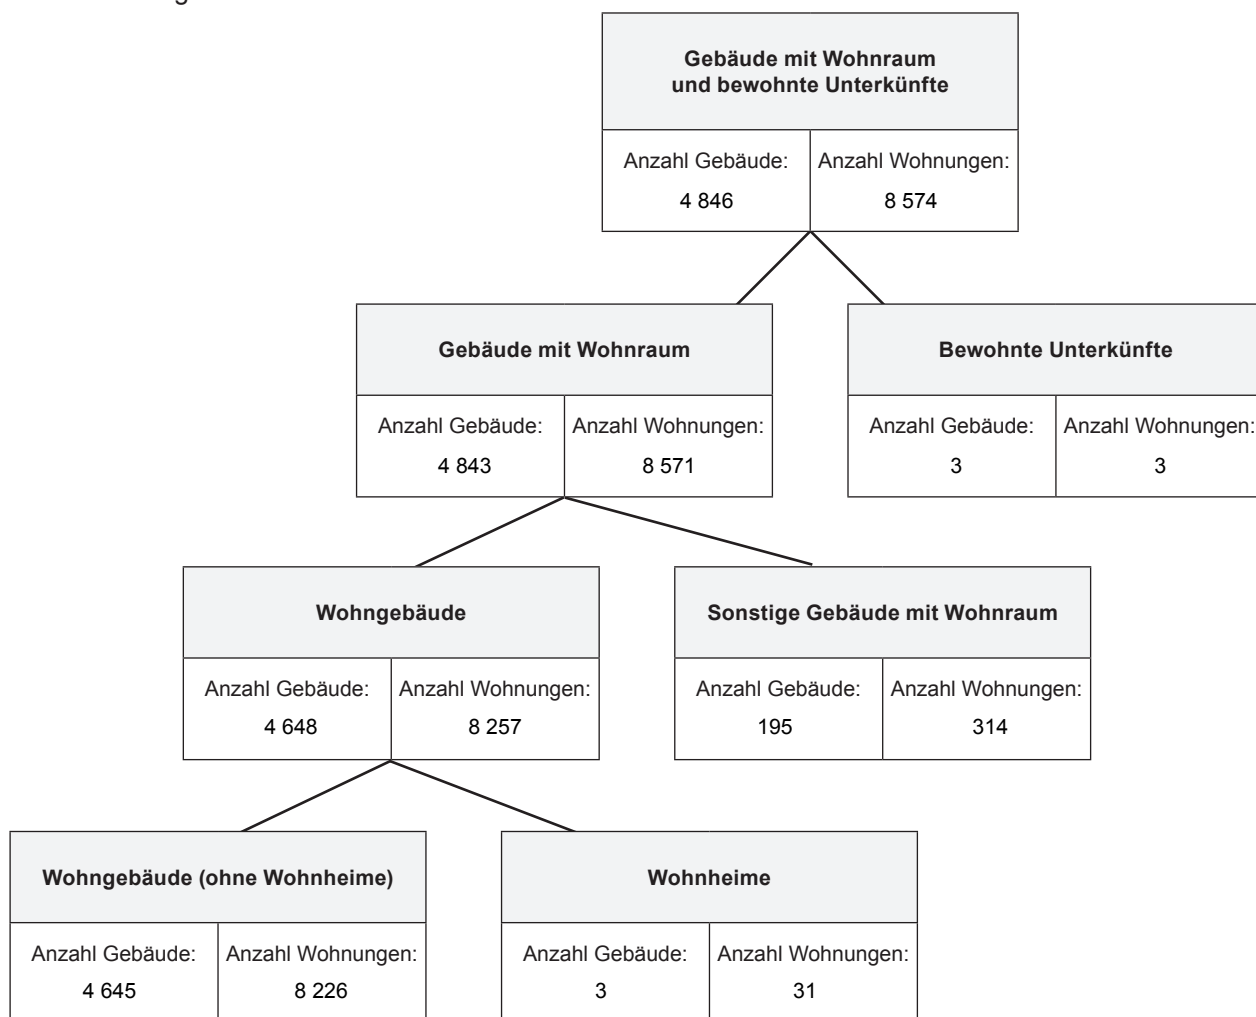 Gebäude mit Wohnraum
und bewohnte Unterkünfte
Anzahl Gebäude:
4 846
Anzahl Wohnungen:
8 574
Gebäude mit Wohnraum
Anzahl Gebäude:
4 843
Anzahl Wohnungen:
8 571
Bewohnte Unterkünfte
Anzahl Gebäude:
3
Anzahl Wohnungen:
3
Wohngebäude
Anzahl Gebäude:
4 648
Anzahl Wohnungen:
8 257
Sonstige Gebäude mit Wohnraum
Anzahl Gebäude:
195
Anzahl Wohnungen:
314
Wohngebäude (ohne Wohnheime)
Anzahl Gebäude:
4 645
Anzahl Wohnungen:
8 226
Wohnheime
Anzahl Gebäude:
3
Anzahl Wohnungen:
31